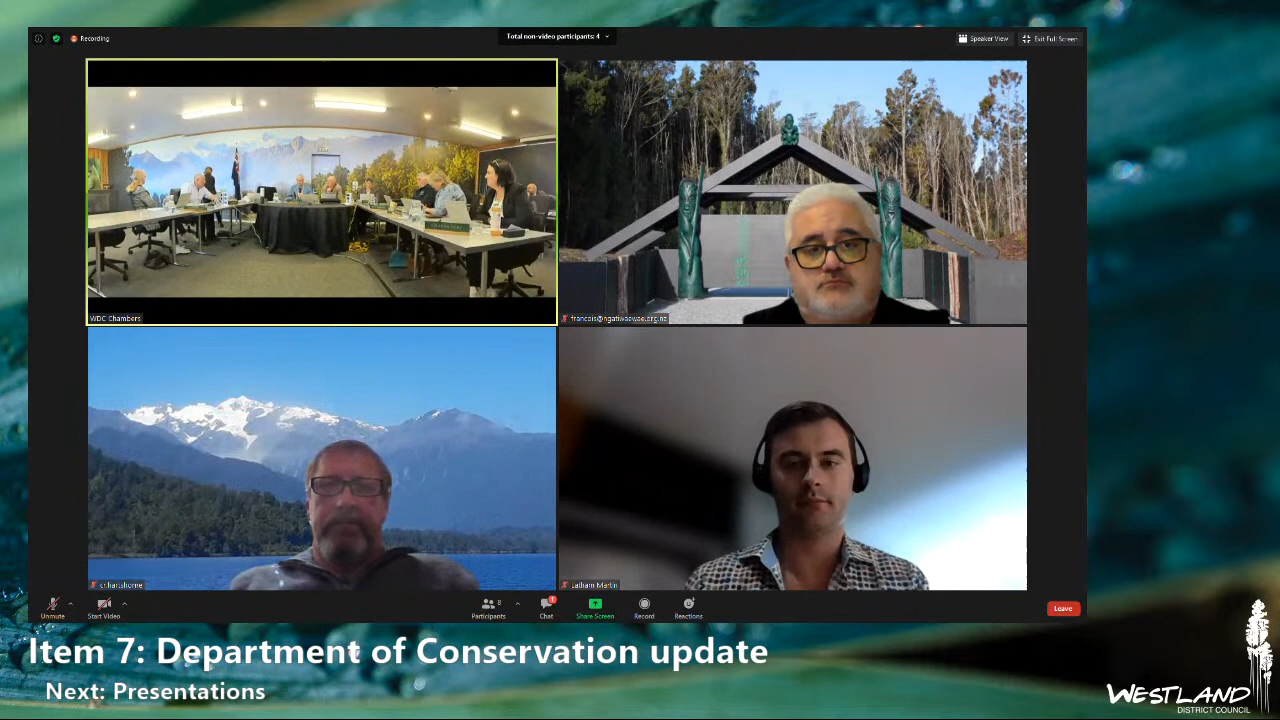 Recording
Total non-video participants: 4
Speaker View
Exit Full Screen
WDC Chambers
francois@ngatiwaewae.org.nz
cr.hartshorne
Latham Martin
Unmute
Start Video
Participants
8
Chat
1
Share Screen
Record
Reactions
Leave
Item 7: Department of Conservation update
Next: Presentations
WESTLAND
DISTRICT COUNCIL